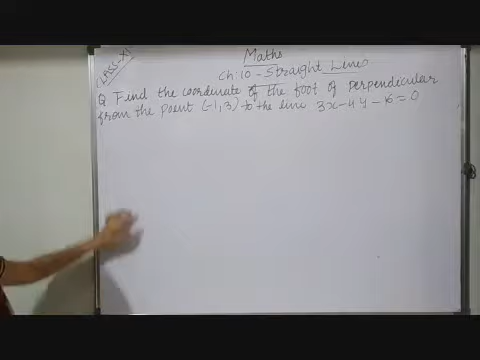 CLASS-XI
Maths
Ch:10 - Straight Lines
Q Find the coordinate of the foot of perpendicular
from the point (-1, 3) to the line 3x-4y-16=0